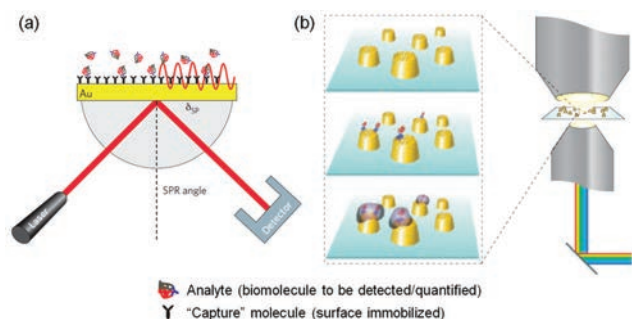 (a)
(b)
Au
δSP
SPR angle
Laser
Detector
Analyte (biomolecule to be detected/quantified)
"Capture" molecule (surface immobilized)